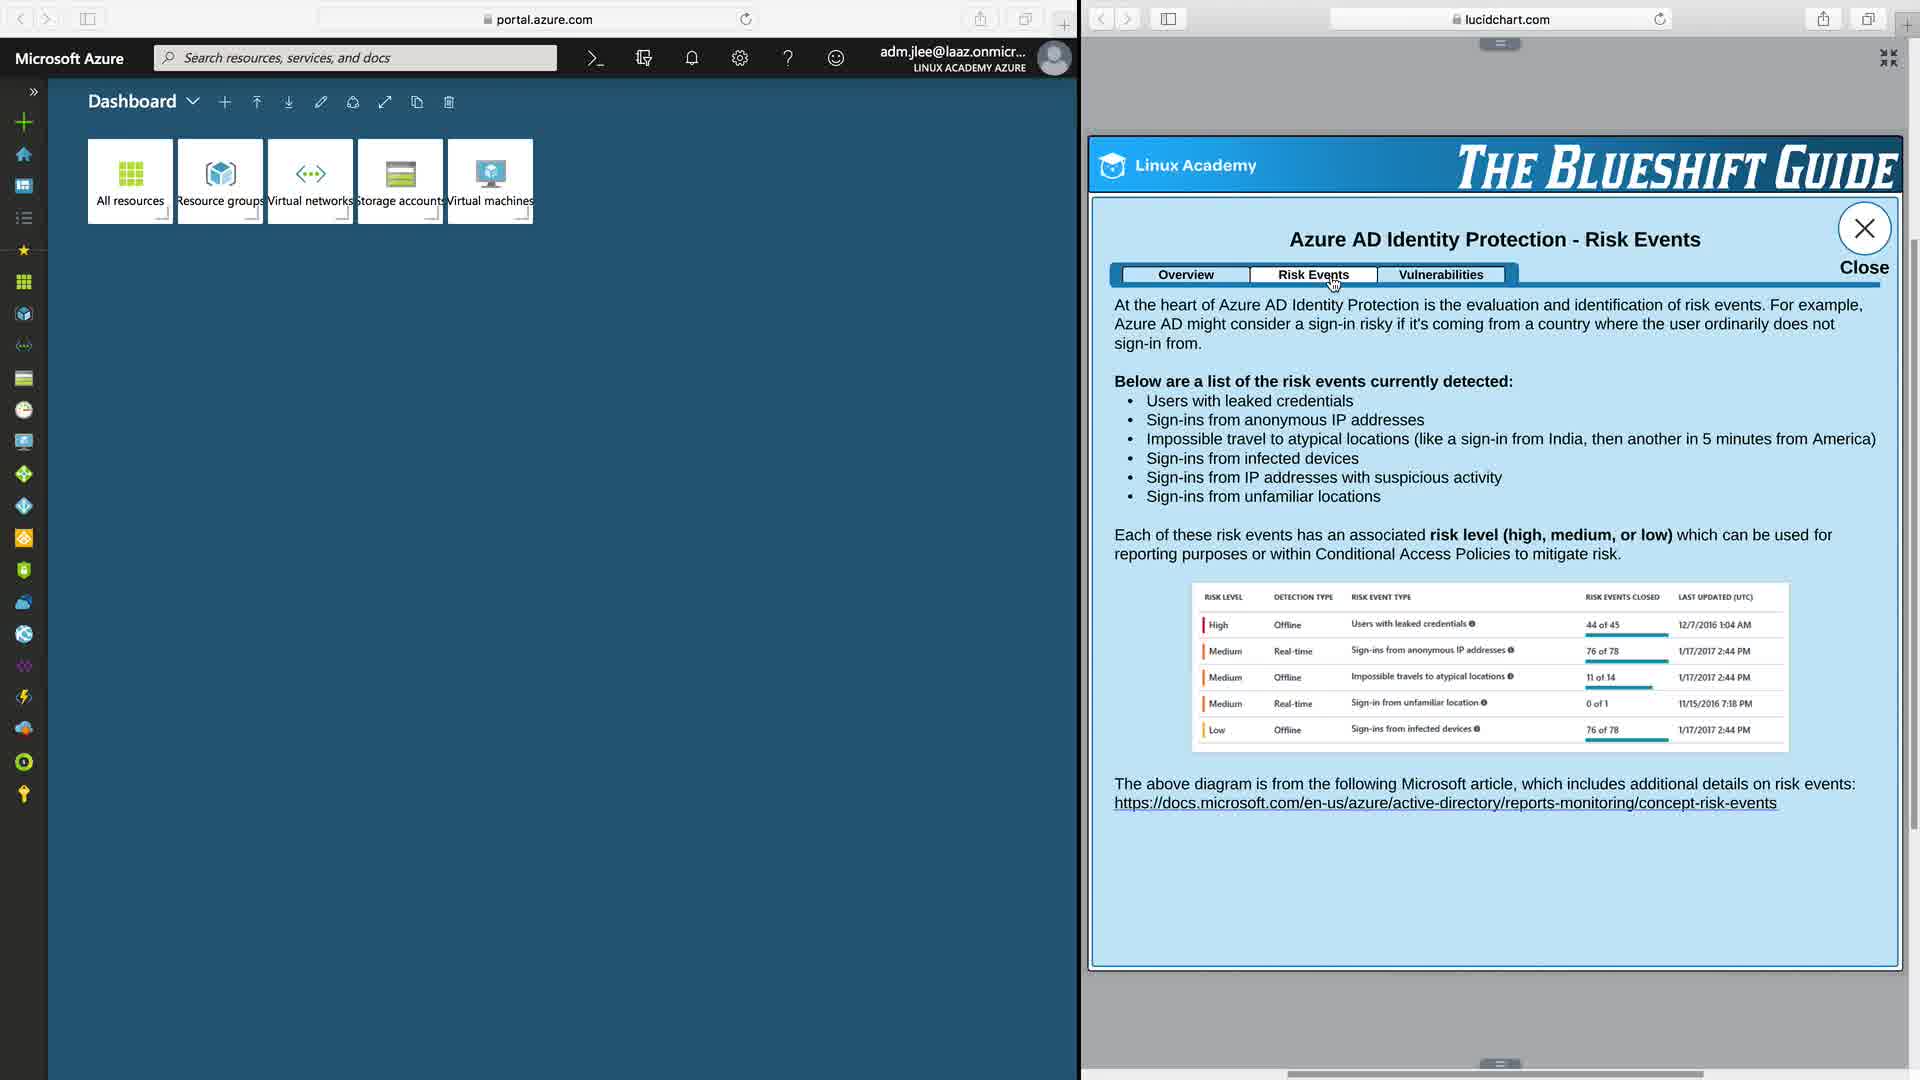 portal.azure.com
Microsoft Azure
Search resources, services, and docs
adm.jlee@laaz.onmicr...
LINUX ACADEMY AZURE
Dashboard
All resources
Resource groups
Virtual networks
Storage accounts
Virtual machines
lucidchart.com
Linux Academy
THE BLUESHIFT GUIDE
Azure AD Identity Protection - Risk Events
Close
Overview
Risk Events
Vulnerabilities
At the heart of Azure AD Identity Protection is the evaluation and identification of risk events. For example,
Azure AD might consider a sign-in risky if it's coming from a country where the user ordinarily does not
sign-in from.
Below are a list of the risk events currently detected:
• Users with leaked credentials
• Sign-ins from anonymous IP addresses
• Impossible travel to atypical locations (like a sign-in from India, then another in 5 minutes from America)
• Sign-ins from infected devices
• Sign-ins from IP addresses with suspicious activity
• Sign-ins from unfamiliar locations
Each of these risk events has an associated risk level (high, medium, or low) which can be used for
reporting purposes or within Conditional Access Policies to mitigate risk.
RISK LEVEL DETECTION TYPE RISK EVENT TYPE RISK EVENTS CLOSED LAST UPDATED (UTC)
High Offline Users with leaked credentials 44 of 45 12/7/2016 1:04 AM
Medium Real-time Sign-ins from anonymous IP addresses 76 of 78 1/17/2017 2:44 PM
Medium Offline Impossible travels to atypical locations 11 of 14 1/17/2017 2:44 PM
Medium Real-time Sign-in from unfamiliar location 0 of 1 11/15/2016 7:18 PM
Low Offline Sign-ins from infected devices 76 of 78 1/17/2017 2:44 PM
The above diagram is from the following Microsoft article, which includes additional details on risk events:
https://docs.microsoft.com/en-us/azure/active-directory/reports-monitoring/concept-risk-events